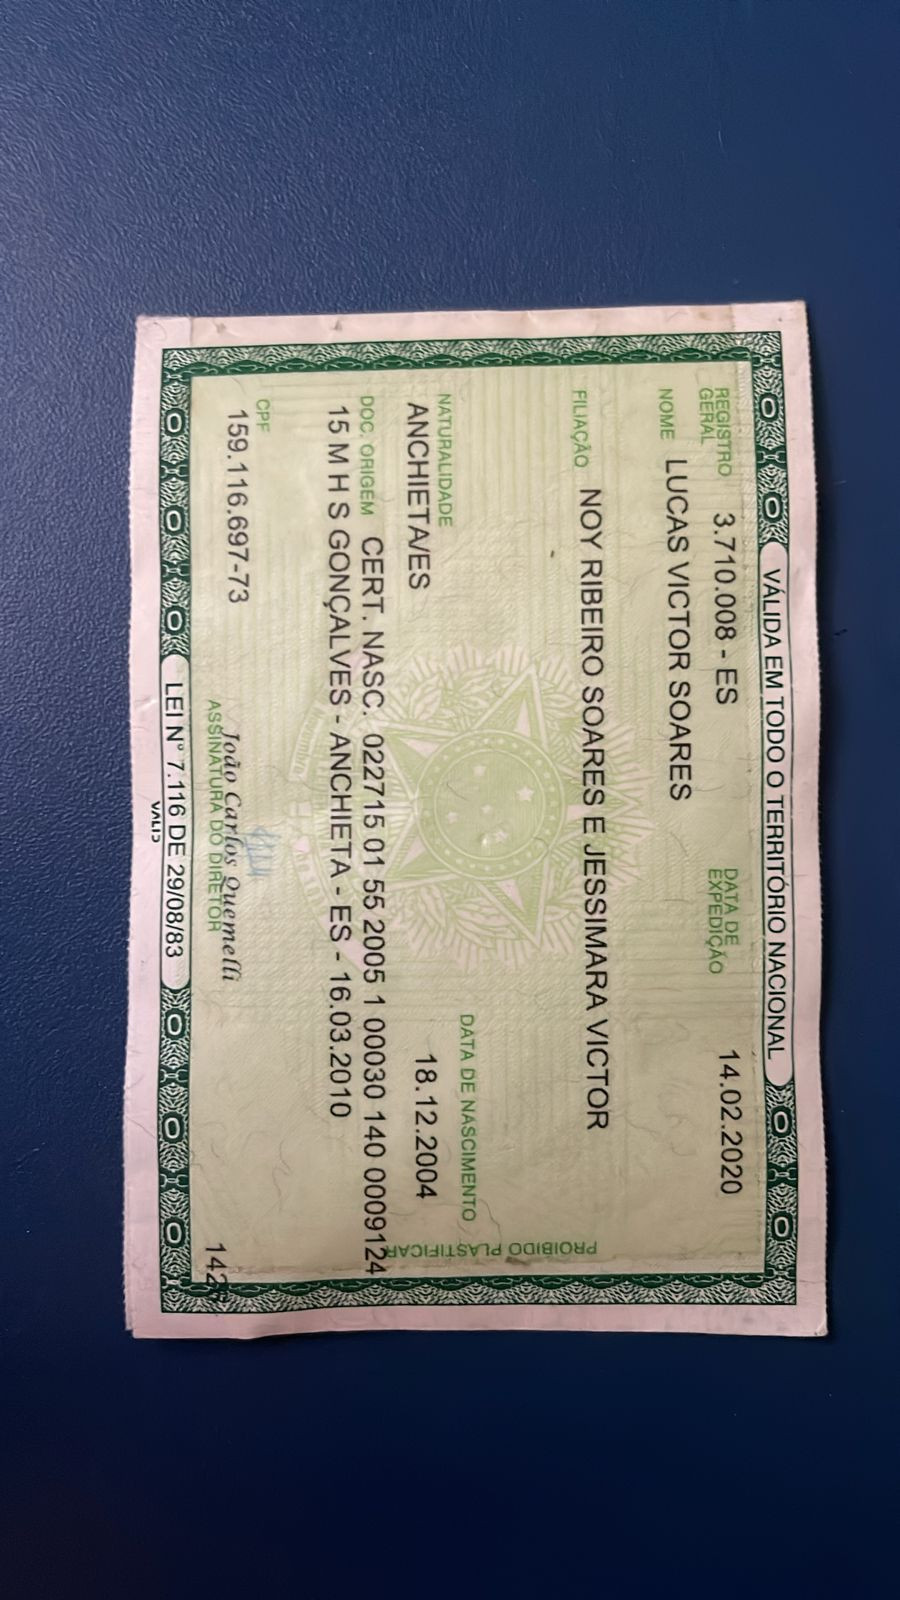 VÁLIDA EM TODO O TERRITÓRIO NACIONAL
REGISTRO GERAL 3.710.008 - ES DATA DE EXPEDIÇÃO 14.02.2020
NOME LUCAS VICTOR SOARES
FILIAÇÃO NOY RIBEIRO SOARES E JESSIMARA VICTOR
NATURALIDADE DATA DE NASCIMENTO
ANCHIETA/ES 18.12.2004
DOC. ORIGEM CERT. NASC. 022715 01 55 2005 1 00030 140 0009124
15 M H S GONÇALVES - ANCHIETA - ES - 16.03.2010
CPF
159.116.697-73
João Carlos Quemelli
ASSINATURA DO DIRETOR
LEI Nº 7.116 DE 29/08/83
VALID
PROIBIDO PLASTIFICAR